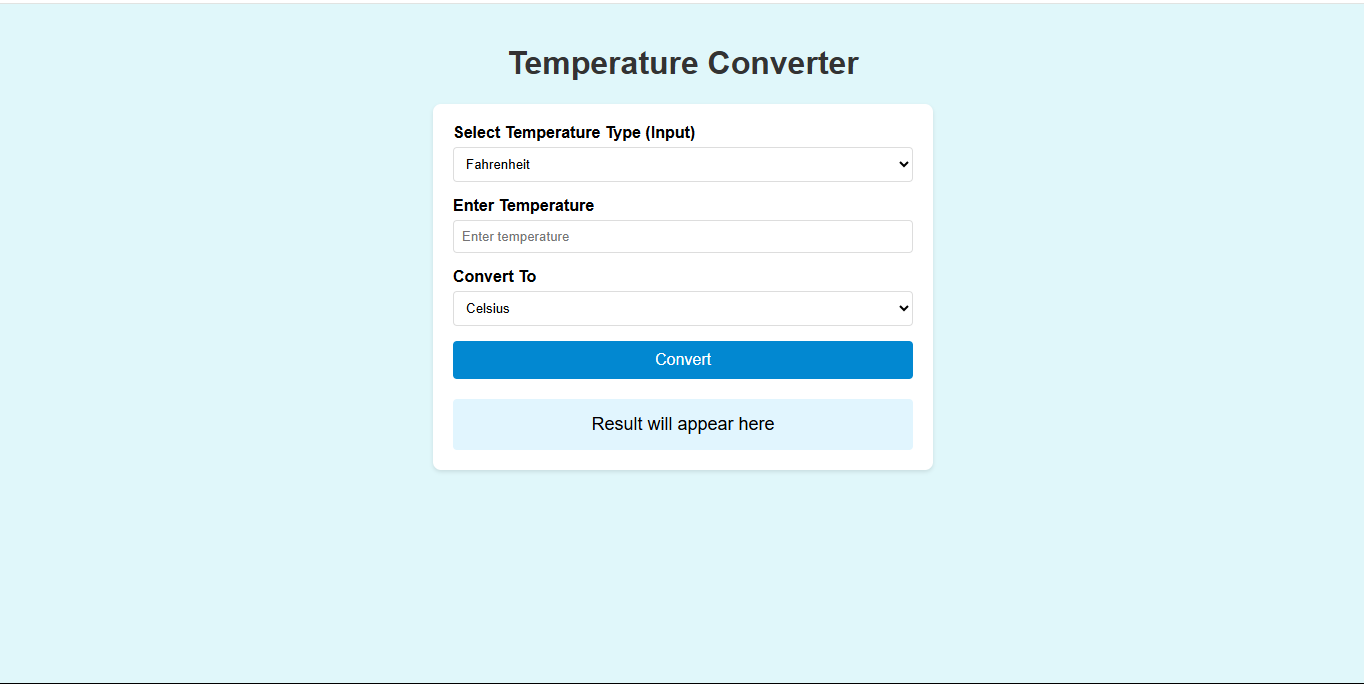 Temperature Converter
Select Temperature Type (Input)
Fahrenheit
Enter Temperature
Enter temperature
Convert To
Celsius
Convert
Result will appear here